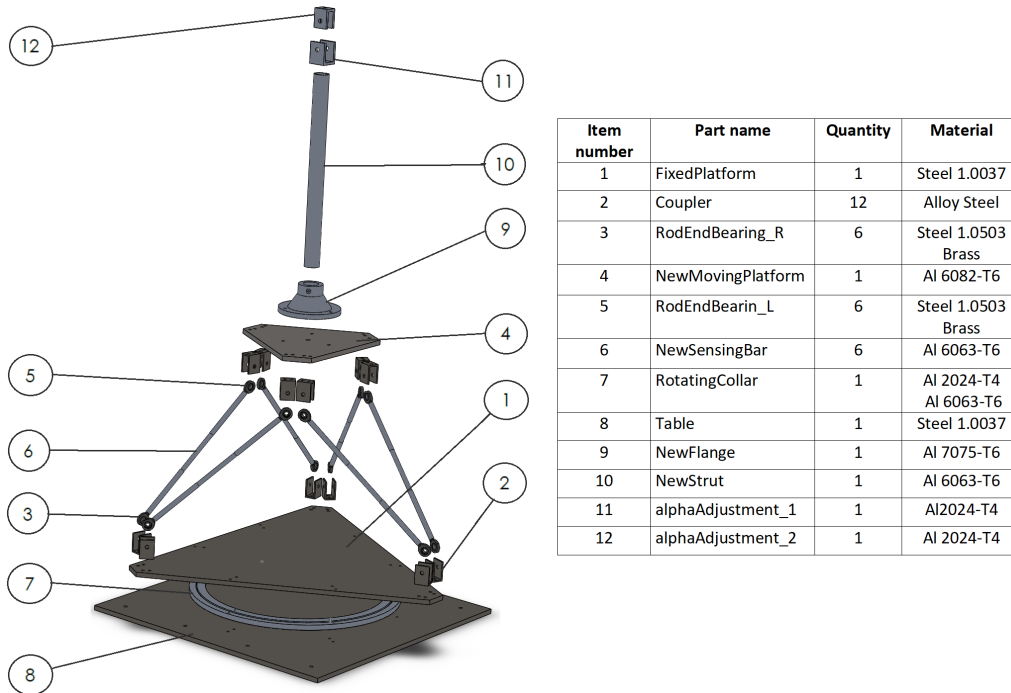 12
11
10
9
4
5
1
6
2
3
7
8
Item number Part name Quantity Material
1 FixedPlatform 1 Steel 1.0037
2 Coupler 12 Alloy Steel
3 RodEndBearing_R 6 Steel 1.0503 Brass
4 NewMovingPlatform 1 Al 6082-T6
5 RodEndBearin_L 6 Steel 1.0503 Brass
6 NewSensingBar 6 Al 6063-T6
7 RotatingCollar 1 Al 2024-T4 Al 6063-T6
8 Table 1 Steel 1.0037
9 NewFlange 1 Al 7075-T6
10 NewStrut 1 Al 6063-T6
11 alphaAdjustment_1 1 Al2024-T4
12 alphaAdjustment_2 1 Al 2024-T4